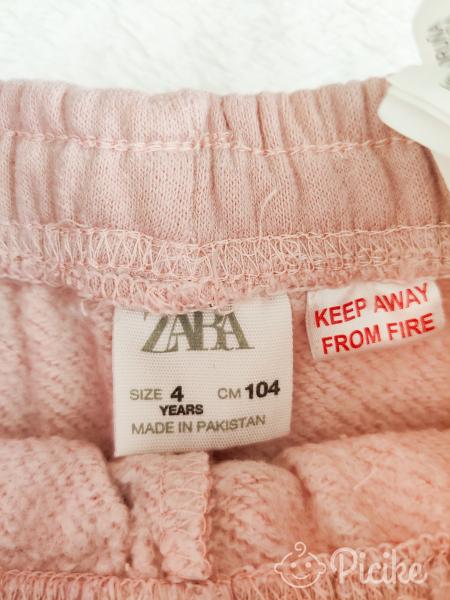 ZARA
KEEP AWAY
FROM FIRE
SIZE 4 CM 104
YEARS
MADE IN PAKISTAN
Picike